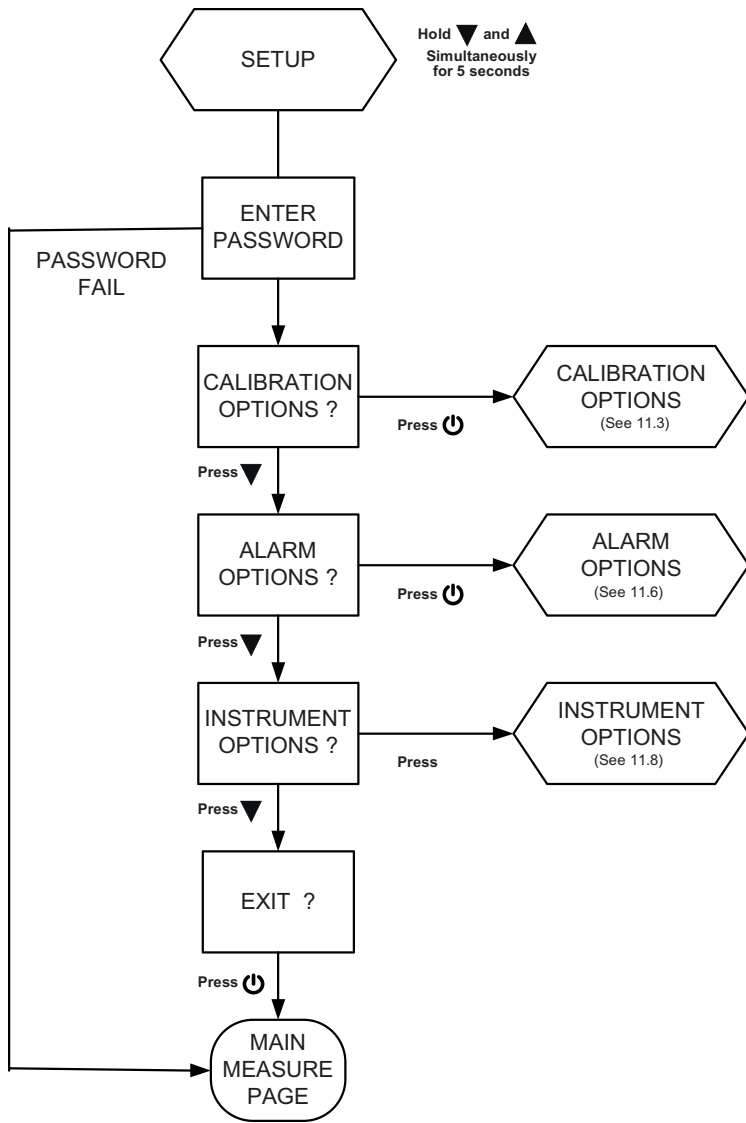 SETUP
Hold ▼ and ▲
Simultaneously
for 5 seconds
ENTER
PASSWORD
PASSWORD
FAIL
CALIBRATION
OPTIONS ?
Press ⏻
CALIBRATION
OPTIONS
(See 11.3)
Press ▼
ALARM
OPTIONS ?
Press ⏻
ALARM
OPTIONS
(See 11.6)
Press ▼
INSTRUMENT
OPTIONS ?
Press
INSTRUMENT
OPTIONS
(See 11.8)
Press ▼
EXIT ?
Press ⏻
MAIN
MEASURE
PAGE